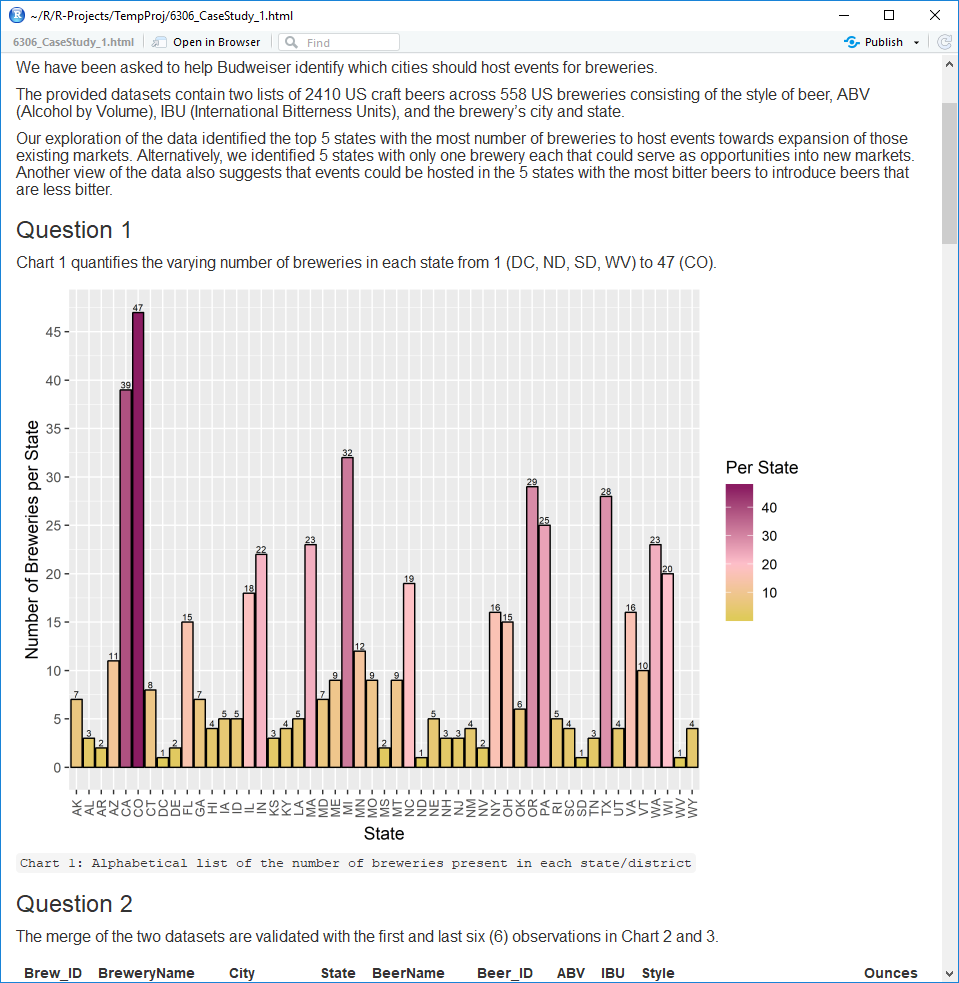 ~/R/R-Projects/TempProj/6306_CaseStudy_1.html
6306_CaseStudy_1.html Open in Browser Find Publish
We have been asked to help Budweiser identify which cities should host events for breweries.
The provided datasets contain two lists of 2410 US craft beers across 558 US breweries consisting of the style of beer, ABV
(Alcohol by Volume), IBU (International Bitterness Units), and the brewery’s city and state.
Our exploration of the data identified the top 5 states with the most number of breweries to host events towards expansion of those
existing markets. Alternatively, we identified 5 states with only one brewery each that could serve as opportunities into new markets.
Another view of the data also suggests that events could be hosted in the 5 states with the most bitter beers to introduce beers that
are less bitter.
Question 1
Chart 1 quantifies the varying number of breweries in each state from 1 (DC, ND, SD, WV) to 47 (CO).
Number of Breweries per State
45
40
35
30
25
20
15
10
5
0
7 3 2 11 39 47 8 1 2 15 7 4 5 5 18 22 3 4 5 23 7 9 32 12 9 2 9 19 1 5 3 3 4 2 16 15 6 29 25 5 4 1 3 28 4 16 10 23 20 1 4
AK AL AR AZ CA CO CT DC DE FL GA HI IA ID IL IN KS KY LA MA MD ME MI MN MO MS MT NC ND NE NH NJ NM NV NY OH OK OR PA RI SC SD TN TX UT VA VT WA WI WV WY
State
Per State
40
30
20
10
Chart 1: Alphabetical list of the number of breweries present in each state/district
Question 2
The merge of the two datasets are validated with the first and last six (6) observations in Chart 2 and 3.
Brew_ID BreweryName City State BeerName Beer_ID ABV IBU Style Ounces